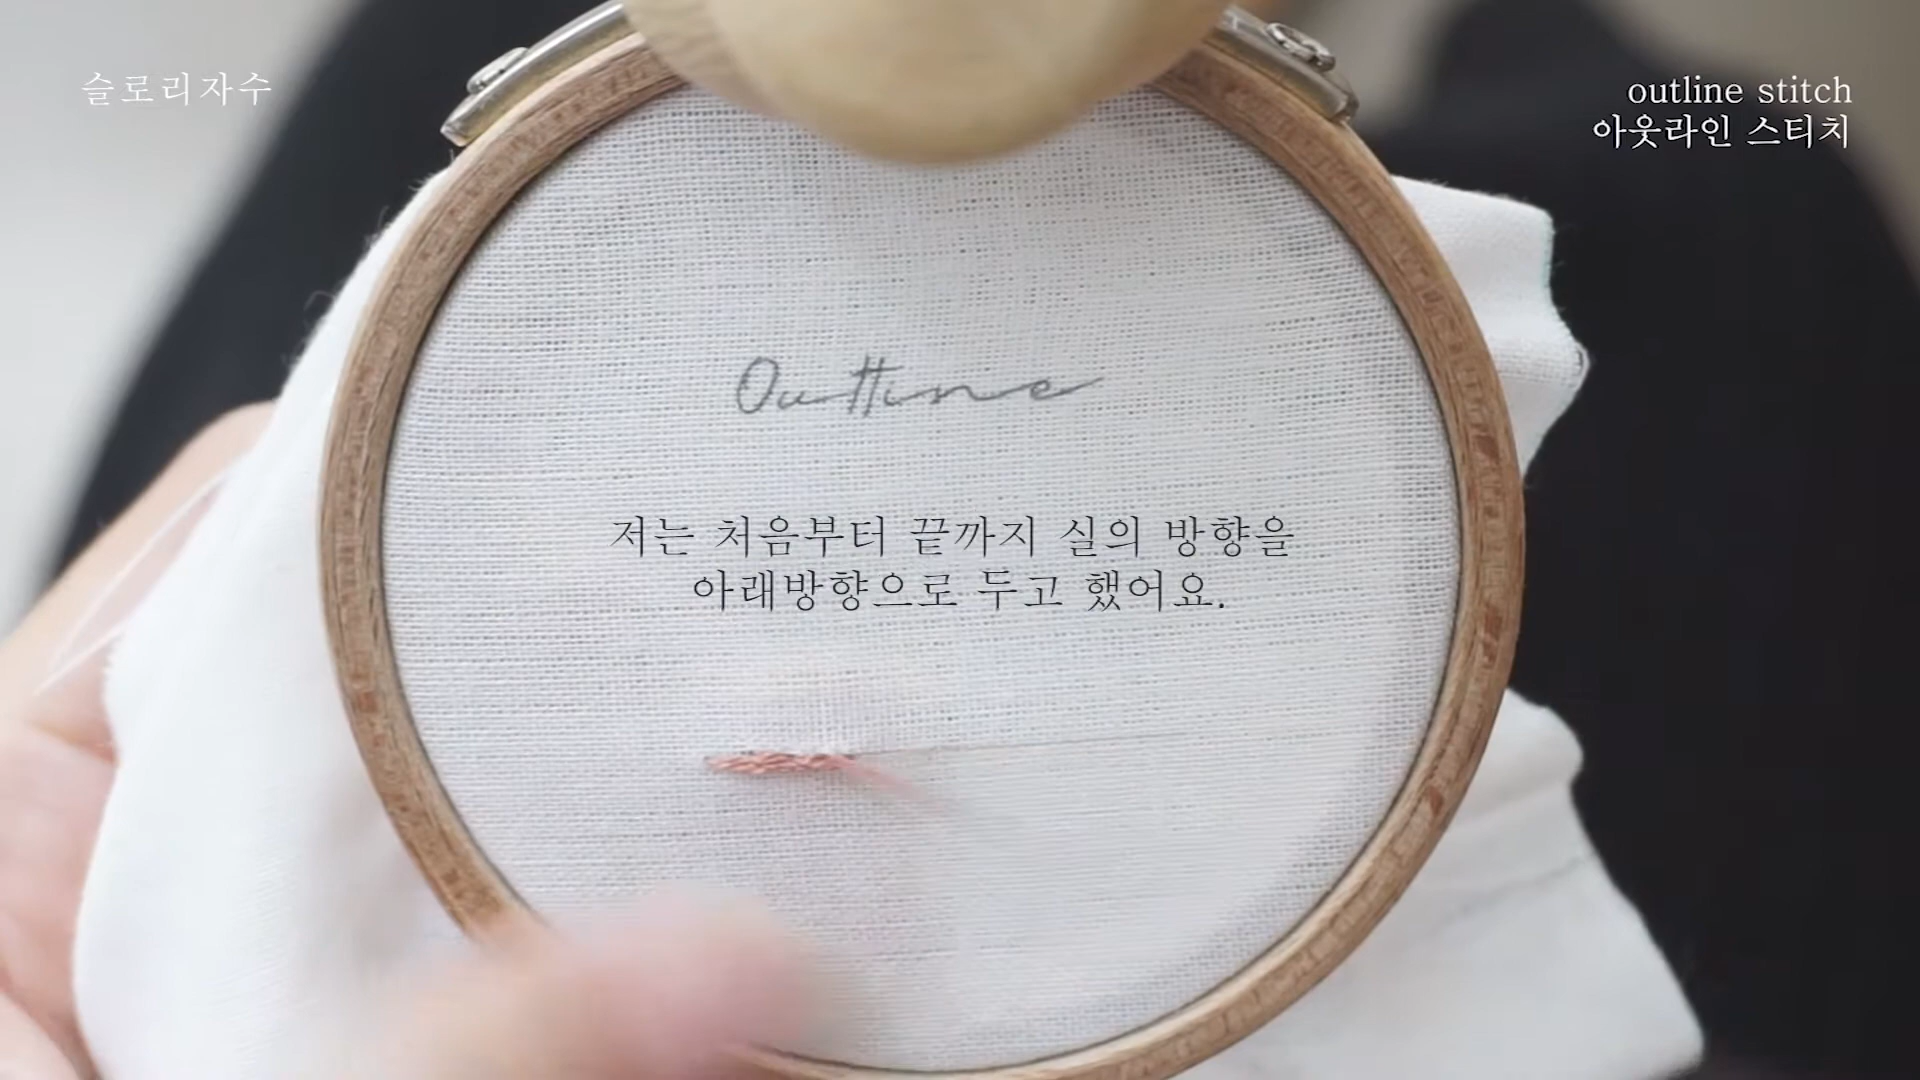 슬로리자수
outline stitch
아웃라인 스티치
Outline
저는 처음부터 끝까지 실의 방향을
아래방향으로 두고 했어요.